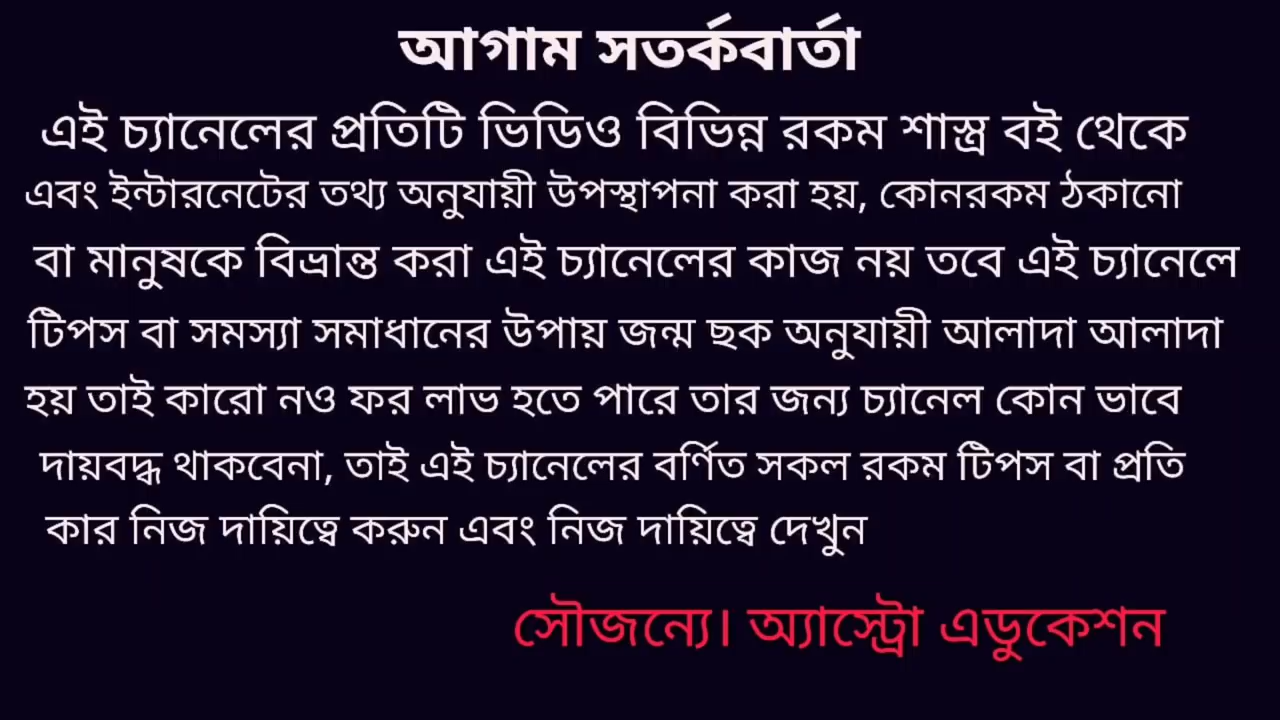 আগাম সতর্কবার্তা
এই চ্যানেলের প্রতিটি ভিডিও বিভিন্ন রকম শাস্ত্র বই থেকে
এবং ইন্টারনেটের তথ্য অনুযায়ী উপস্থাপনা করা হয়, কোনরকম ঠকানো
বা মানুষকে বিভ্রান্ত করা এই চ্যানেলের কাজ নয় তবে এই চ্যানেলে
টিপস বা সমস্যা সমাধানের উপায় জন্ম ছক অনুযায়ী আলাদা আলাদা
হয় তাই কারো নও ফর লাভ হতে পারে তার জন্য চ্যানেল কোন ভাবে
দায়বদ্ধ থাকবেনা, তাই এই চ্যানেলের বর্ণিত সকল রকম টিপস বা প্রতি
কার নিজ দায়িত্বে করুন এবং নিজ দায়িত্বে দেখুন
সৌজন্যে। অ্যাস্ট্রো এডুকেশন